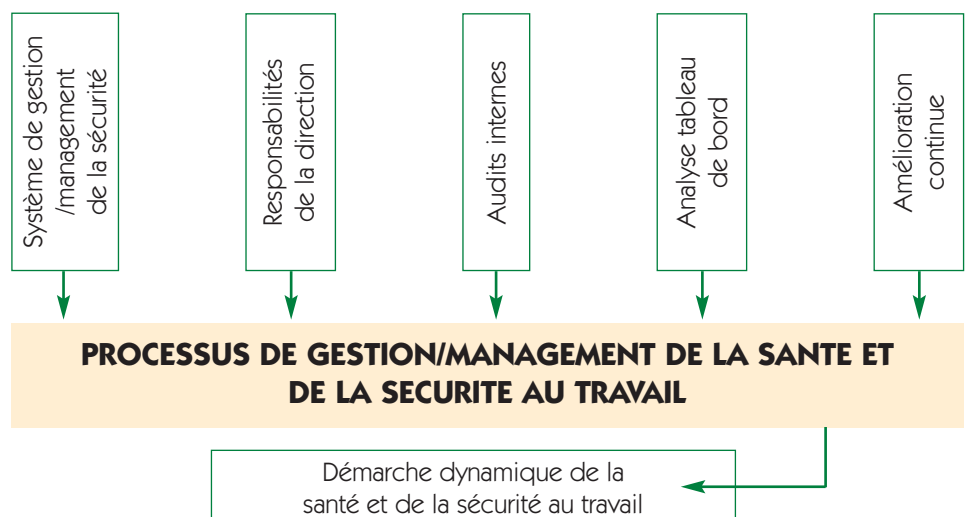 Système de gestion
/management
de la sécurité
Responsabilités
de la direction
Audits internes
Analyse tableau
de bord
Amélioration
continue
PROCESSUS DE GESTION/MANAGEMENT DE LA SANTE ET
DE LA SECURITE AU TRAVAIL
Démarche dynamique de la
santé et de la sécurité au travail